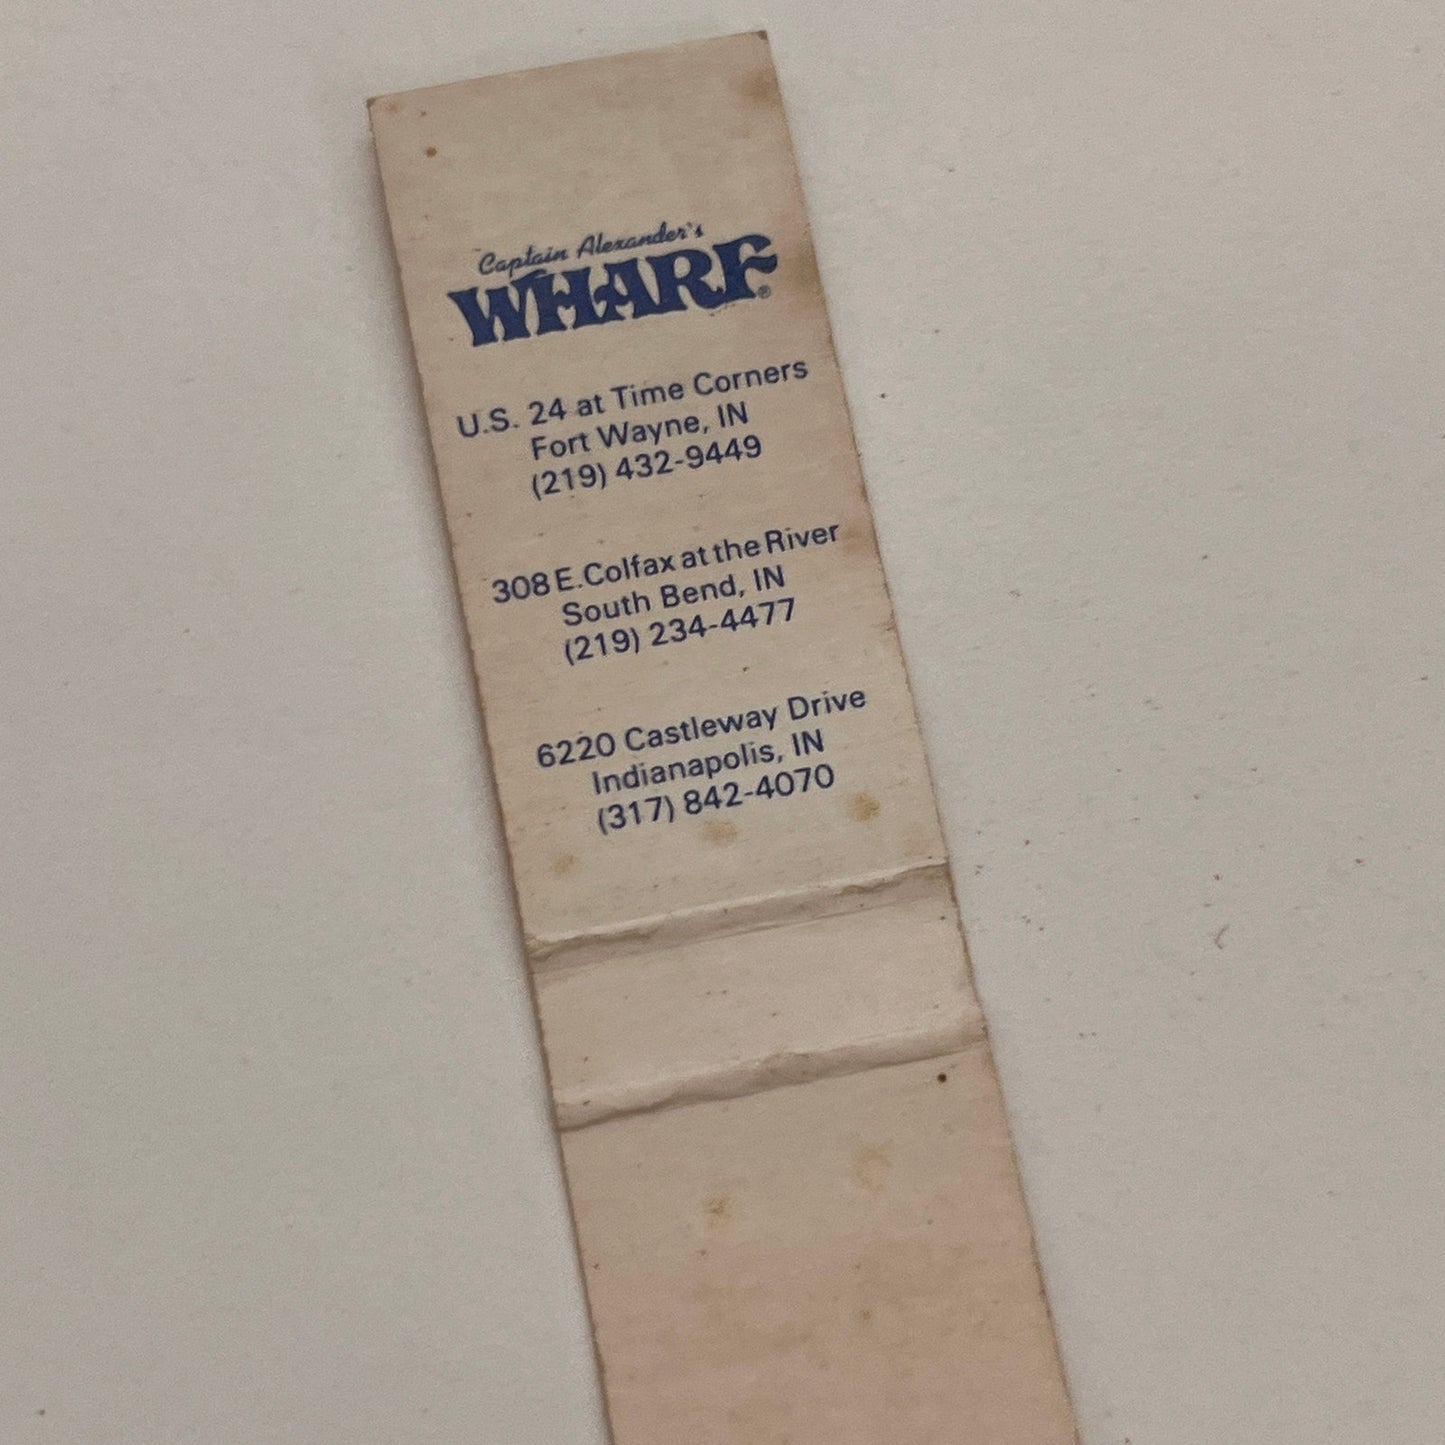 Captain Alexander's
WHARF®
U.S. 24 at Time Corners
Fort Wayne, IN
(219) 432-9449
308 E. Colfax at the River
South Bend, IN
(219) 234-4477
6220 Castleway Drive
Indianapolis, IN
(317) 842-4070